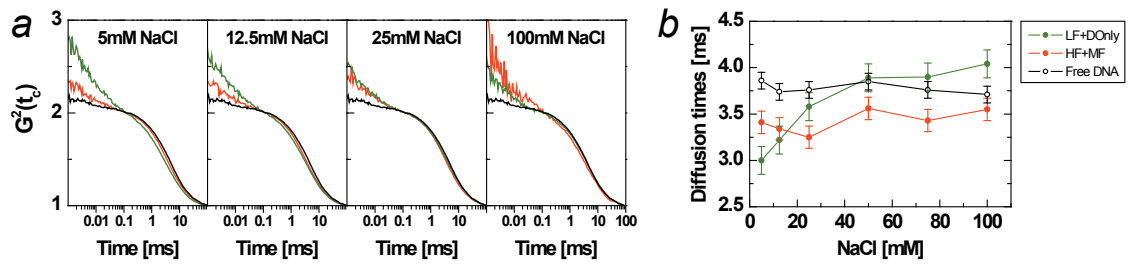 a
5mM NaCl
12.5mM NaCl
25mM NaCl
100mM NaCl
G²(t_c)
3
2
1
0.01 0.1 1 10
0.01 0.1 1 10
0.01 0.1 1 10
0.01 0.1 1 10 100
Time [ms]
Time [ms]
Time [ms]
Time [ms]
b
Diffusion times [ms]
4.5
4.0
3.5
3.0
2.5
0 20 40 60 80 100
NaCl [mM]
LF+DOnly
HF+MF
Free DNA